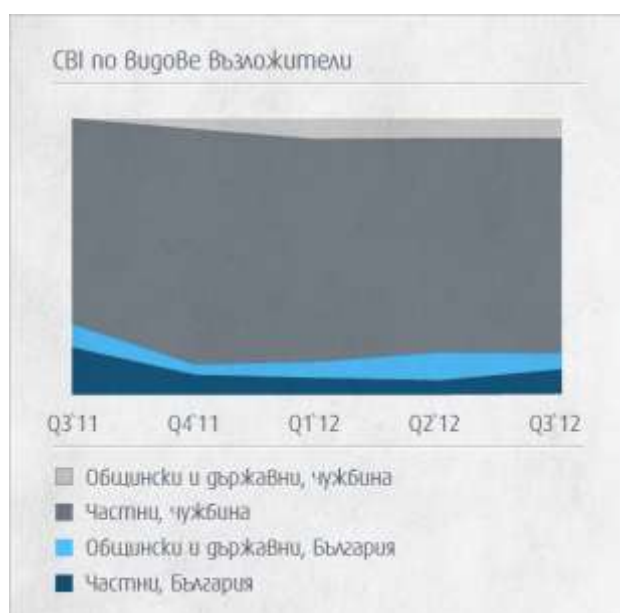 CBI по видове възложители
Q3'11 Q4'11 Q1'12 Q2'12 Q3'12
Общински и държавни, чужбина
Частни, чужбина
Общински и държавни, България
Частни, България